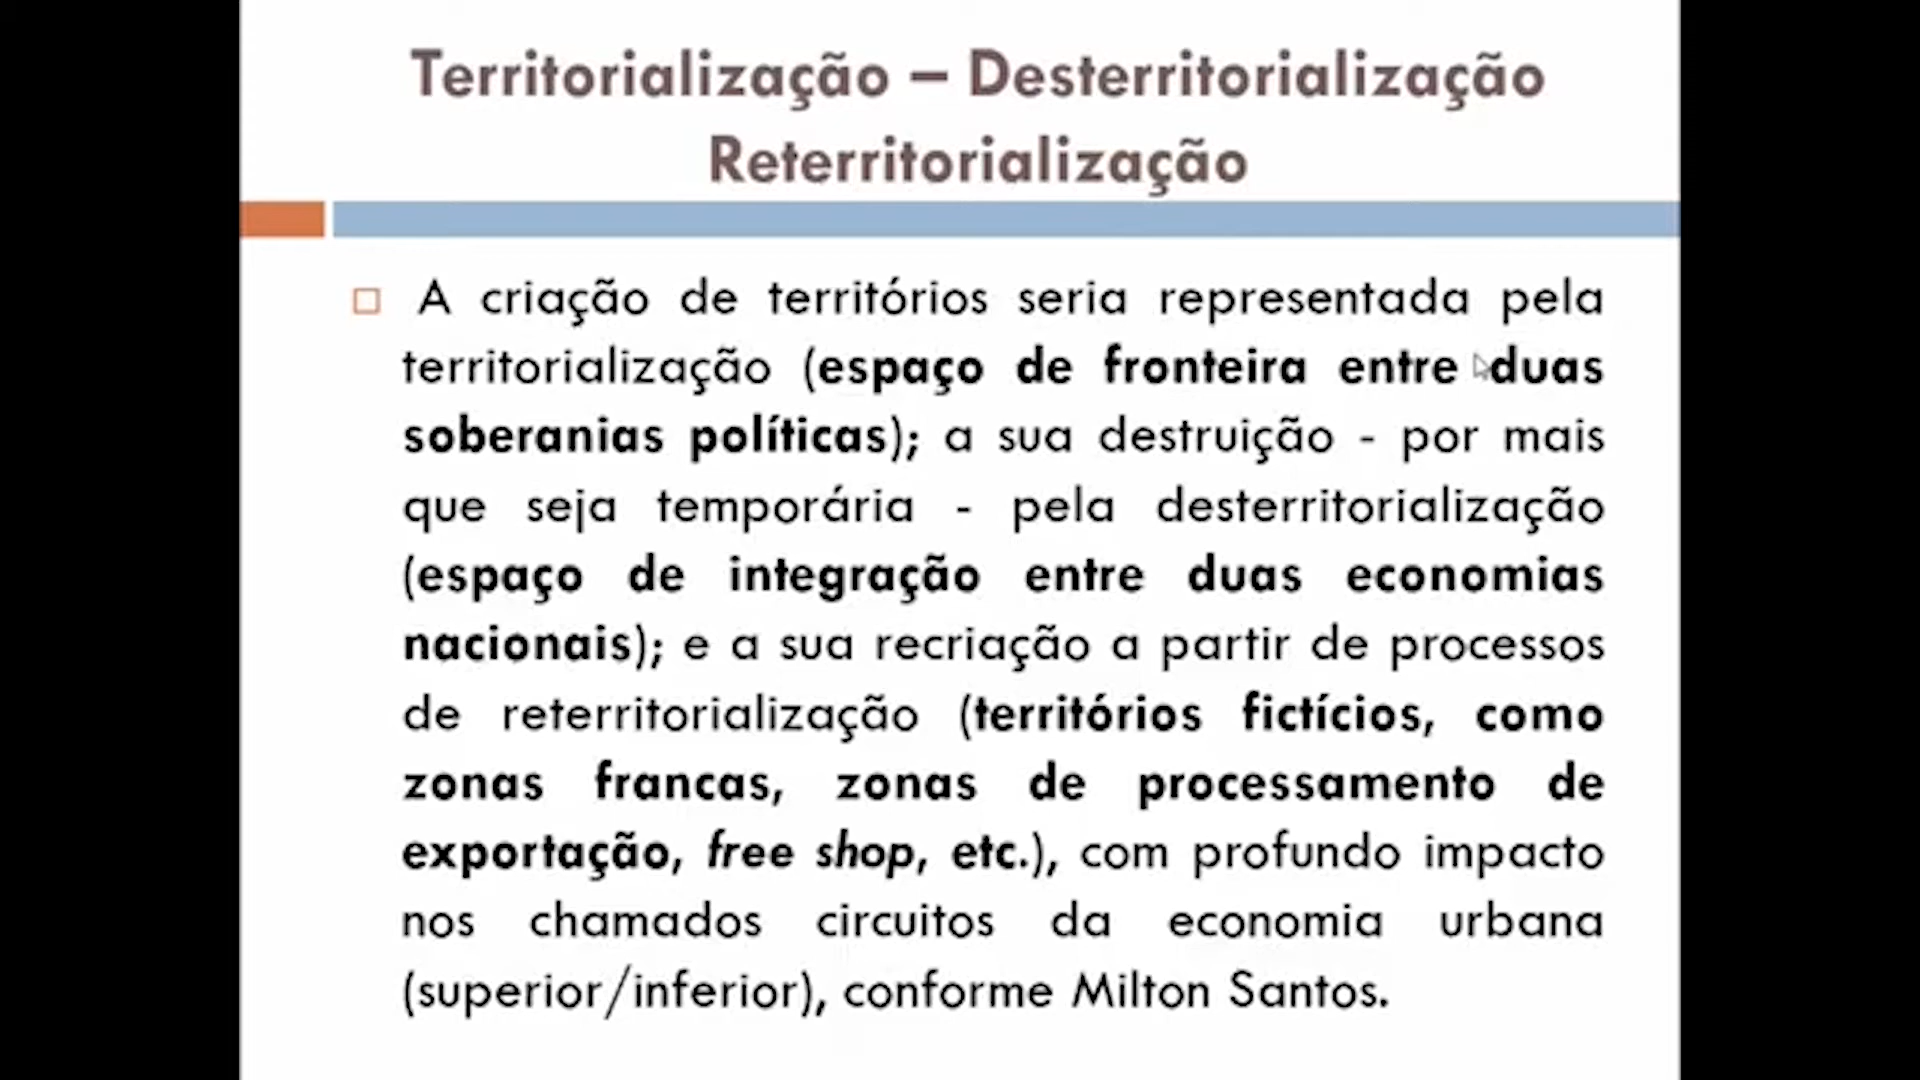 Territorialização – Desterritorialização
Reterritorialização
A criação de territórios seria representada pela
territorialização (espaço de fronteira entre duas
soberanias políticas); a sua destruição - por mais
que seja temporária - pela desterritorialização
(espaço de integração entre duas economias
nacionais); e a sua recriação a partir de processos
de reterritorialização (territórios fictícios, como
zonas francas, zonas de processamento de
exportação, free shop, etc.), com profundo impacto
nos chamados circuitos da economia urbana
(superior/inferior), conforme Milton Santos.